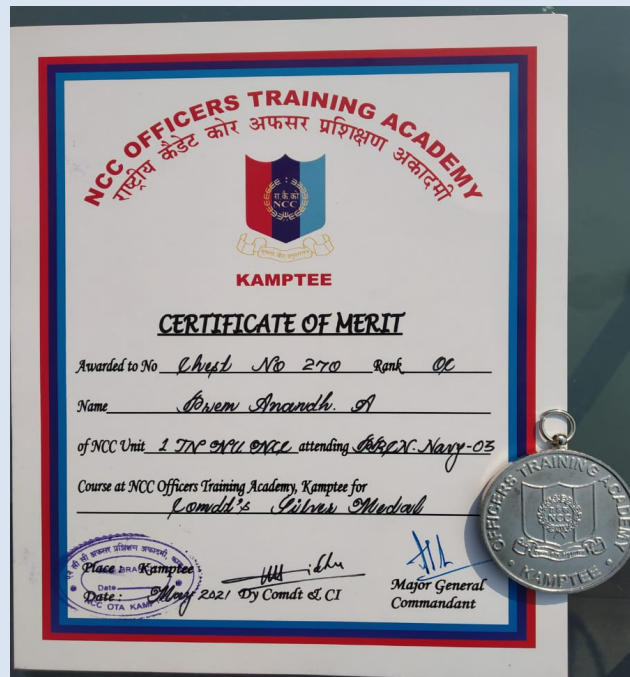 NCC OFFICERS TRAINING ACADEMY
राष्ट्रीय कैडेट कोर अफसर प्रशिक्षण अकादमी
रा.कै.को
NCC
KAMPTEE
CERTIFICATE OF MERIT
Awarded to No Chest No 270 Rank
Name Prem Anandh. A
of NCC Unit 1 TN attending Navy-03
Course at NCC Officers Training Academy, Kamptee for
Comdt's Silver Medal
Place : Kamptee
Date : May 2021 Dy Comdt & CI
Major General
Commandant
NCC OTA KAMPTEE
OFFICERS TRAINING ACADEMY
NCC
KAMPTEE